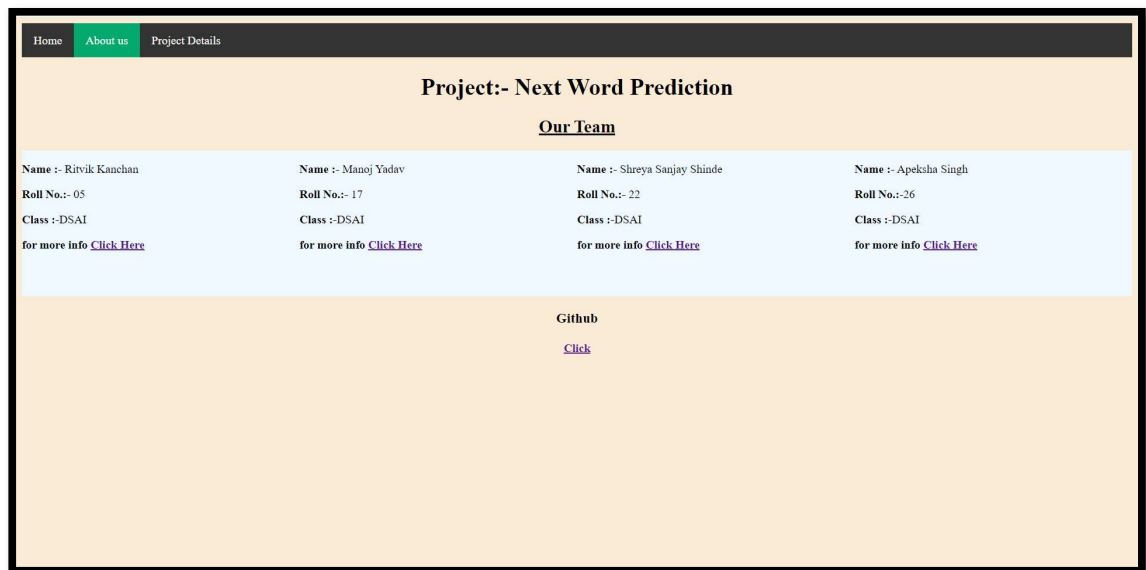 Home About us Project Details
Project:- Next Word Prediction
Our Team
Name :- Ritvik Kanchan
Roll No.:- 05
Class :-DSAI
for more info Click Here
Name :- Manoj Yadav
Roll No.:- 17
Class :-DSAI
for more info Click Here
Name :- Shreya Sanjay Shinde
Roll No.:- 22
Class :-DSAI
for more info Click Here
Name :- Apeksha Singh
Roll No.:-26
Class :-DSAI
for more info Click Here
Github
Click